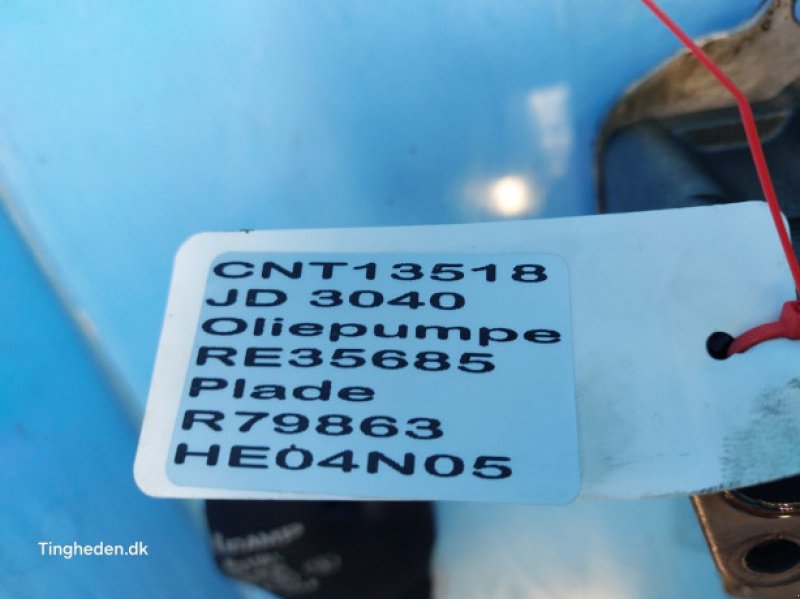 CNT13518
JD 3040
Oliepumpe
RE35685
Plade
R79863
HE04N05
Tingheden.dk